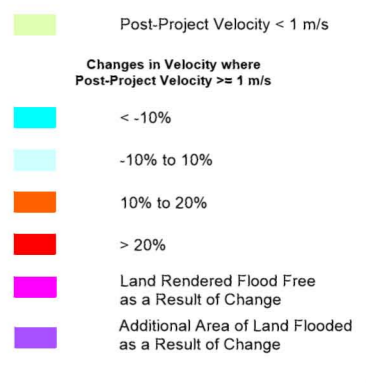 Post-Project Velocity < 1 m/s
Changes in Velocity where
Post-Project Velocity >= 1 m/s
< -10%
-10% to 10%
10% to 20%
> 20%
Land Rendered Flood Free
as a Result of Change
Additional Area of Land Flooded
as a Result of Change